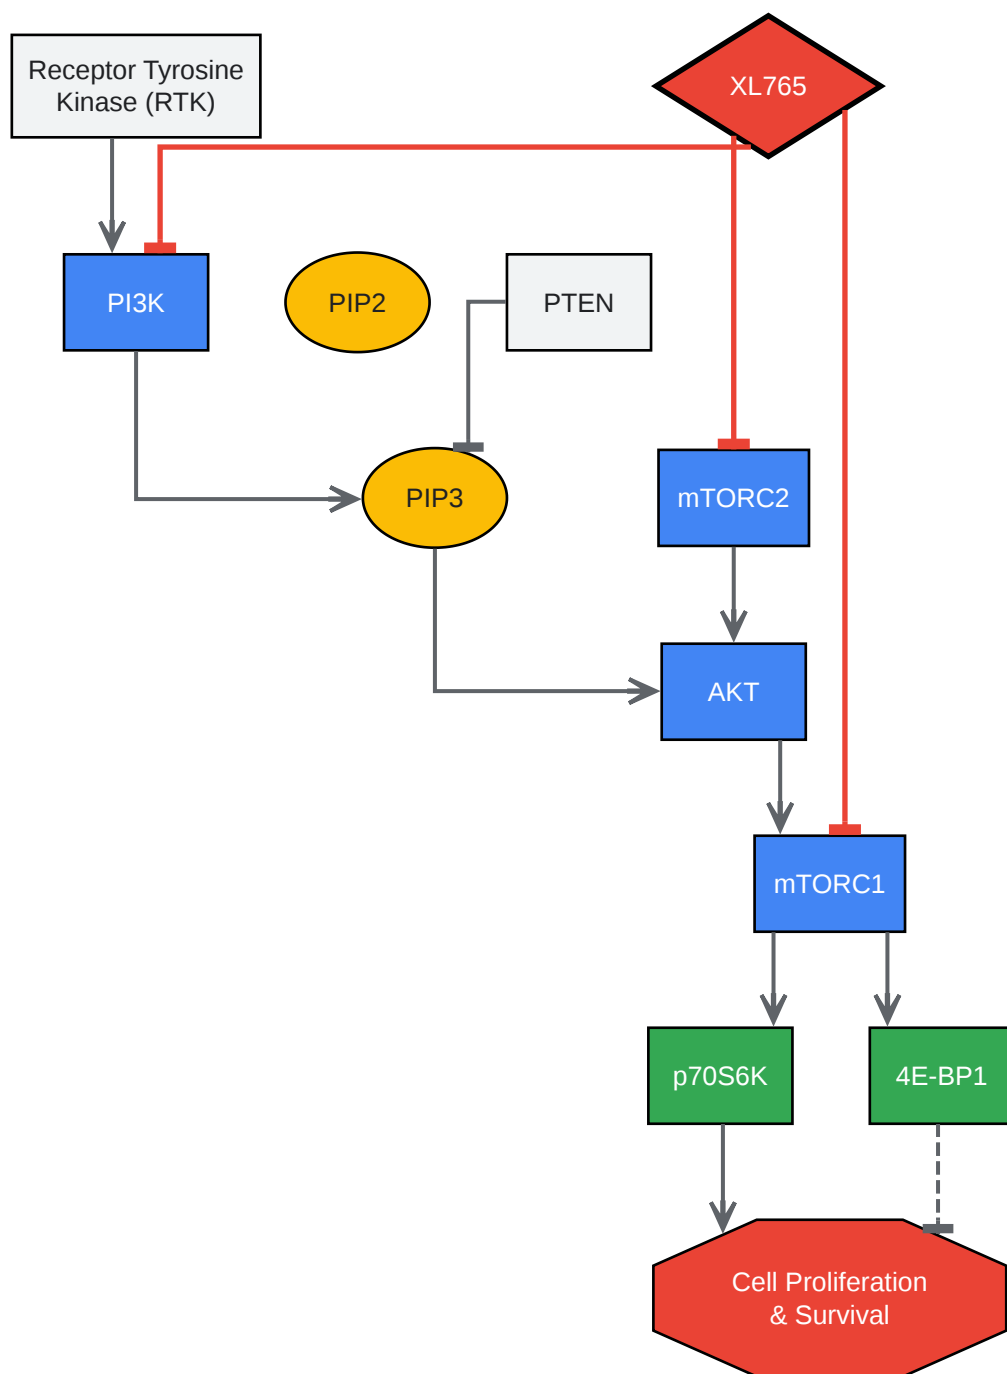 Receptor Tyrosine
Kinase (RTK)
XL765
PI3K
PIP2
PTEN
PIP3
mTORC2
AKT
mTORC1
p70S6K
4E-BP1
Cell Proliferation
& Survival